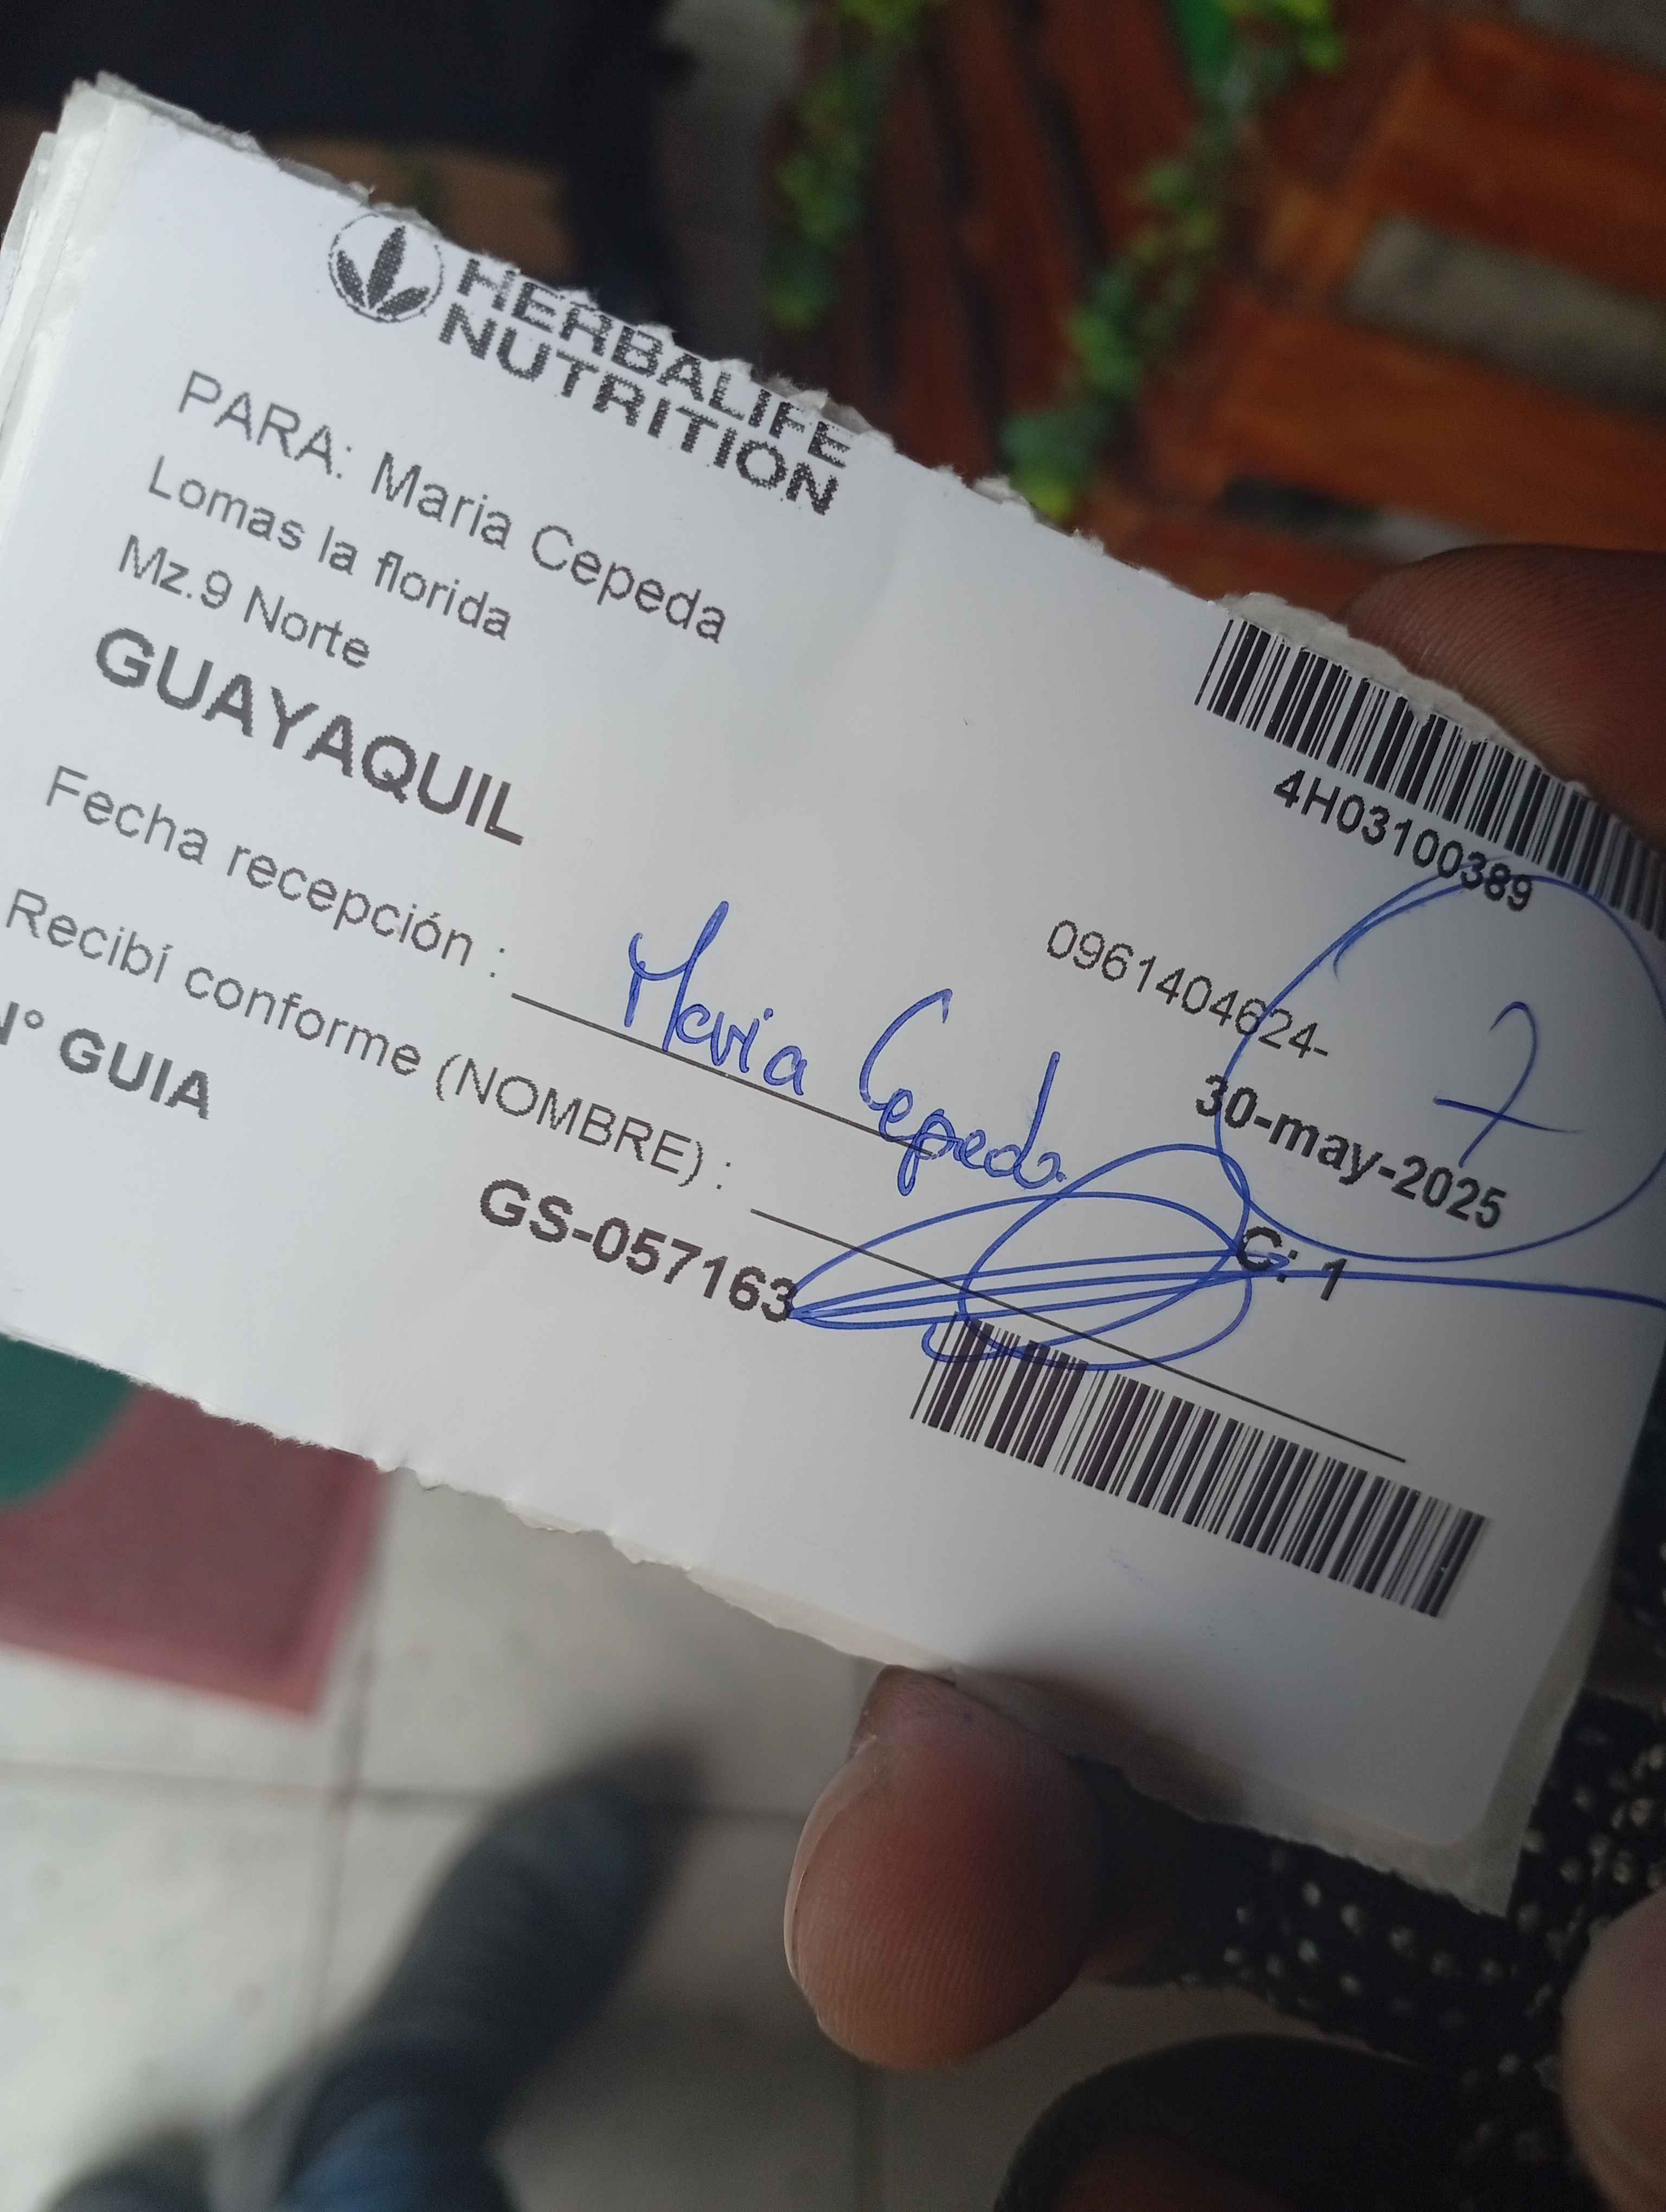 HERBALIFE
NUTRITION
PARA: Maria Cepeda
Lomas la florida
Mz.9 Norte
GUAYAQUIL
4H03100389
0961404624-
30-may-2025
7
Fecha recepción :
Maria Cepeda
Recibí conforme (NOMBRE) :
C: 1
N° GUIA
GS-057163